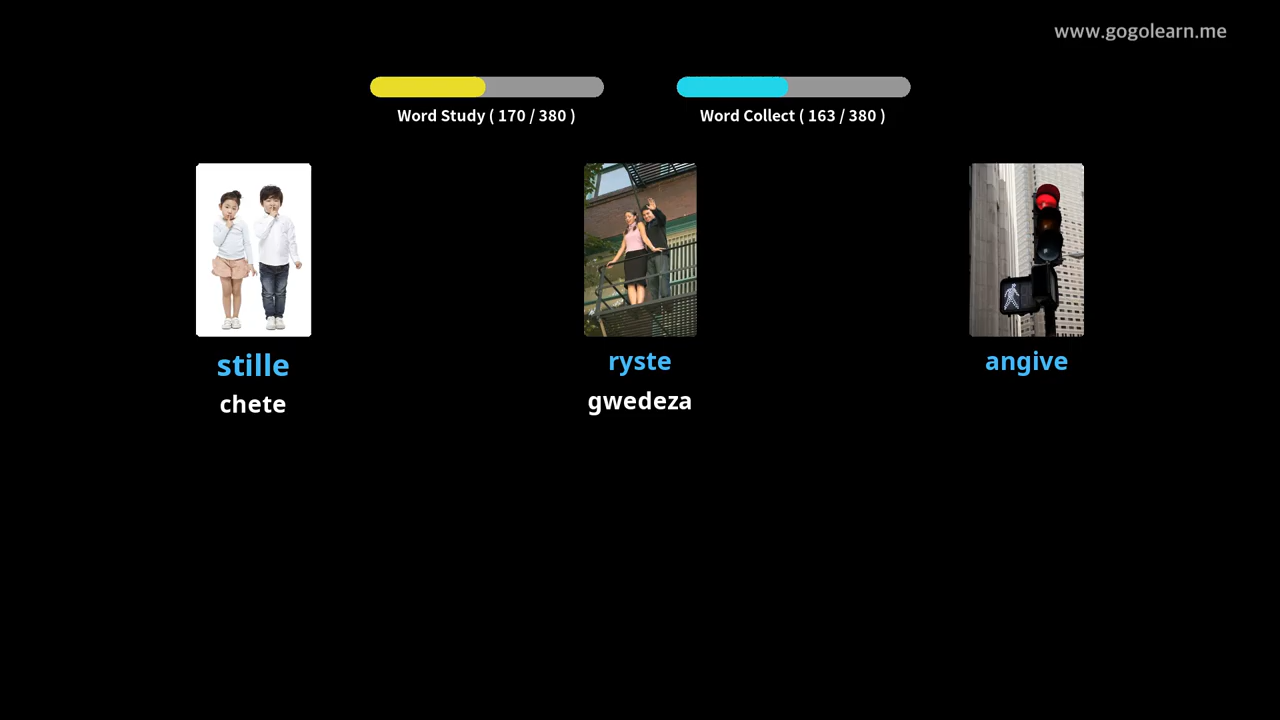 www.gogolearn.me
Word Study ( 170 / 380 )
Word Collect ( 163 / 380 )
stille
chete
ryste
gwedeza
angive